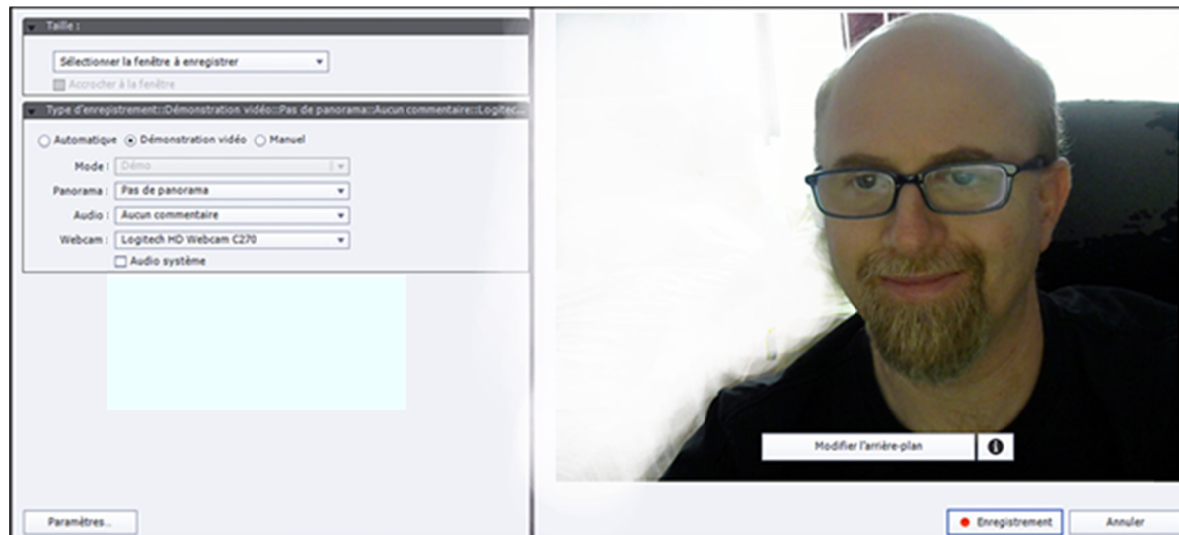 Taille :
Sélectionner la fenêtre à enregistrer
Accrocher à la fenêtre
Type d'enregistrement::Démonstration vidéo::Pas de panorama::Aucun commentaire::Logitec...
Automatique Démonstration vidéo Manuel
Mode : Démo
Panorama : Pas de panorama
Audio : Aucun commentaire
Webcam : Logitech HD Webcam C270
Audio système
Modifier l'arrière-plan
Paramètres...
Enregistrement Annuler